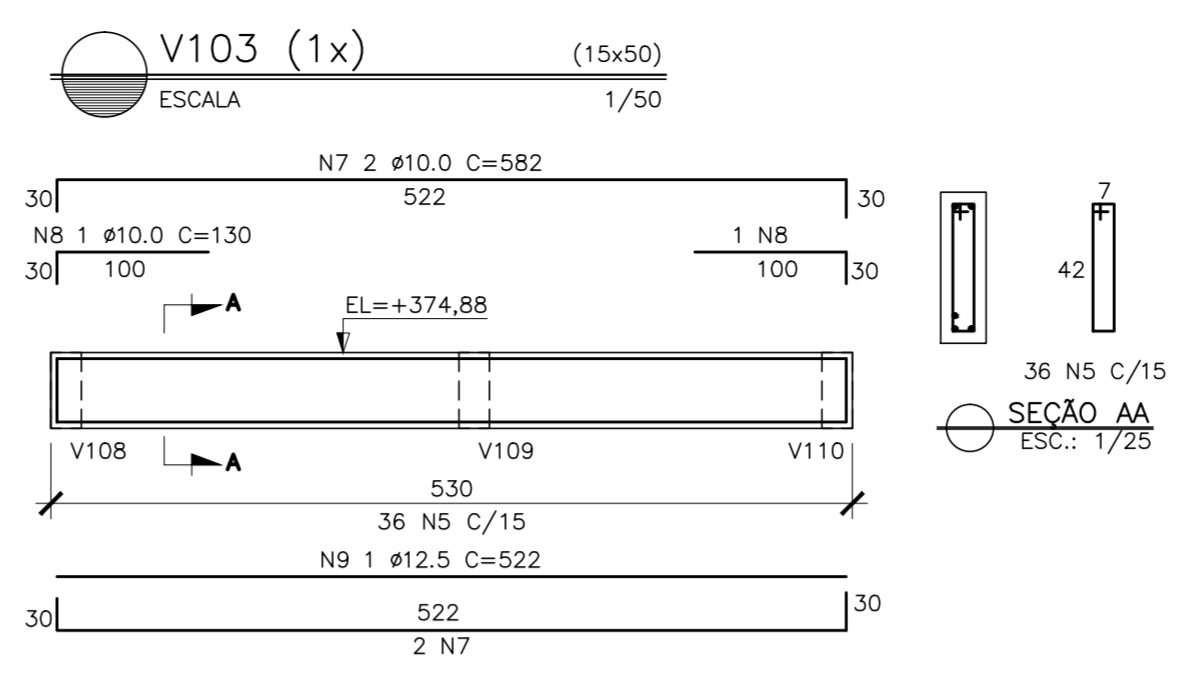 V103 (1x) (15x50)
ESCALA 1/50
N7 2 ø10.0 C=582
30 522 30
N8 1 ø10.0 C=130 1 N8
30 100 100 30
A
EL=+374,88
V108 V109 V110
A
530
36 N5 C/15
N9 1 ø12.5 C=522
30 522 30
2 N7
7
42
36 N5 C/15
SEÇÃO AA
ESC.: 1/25